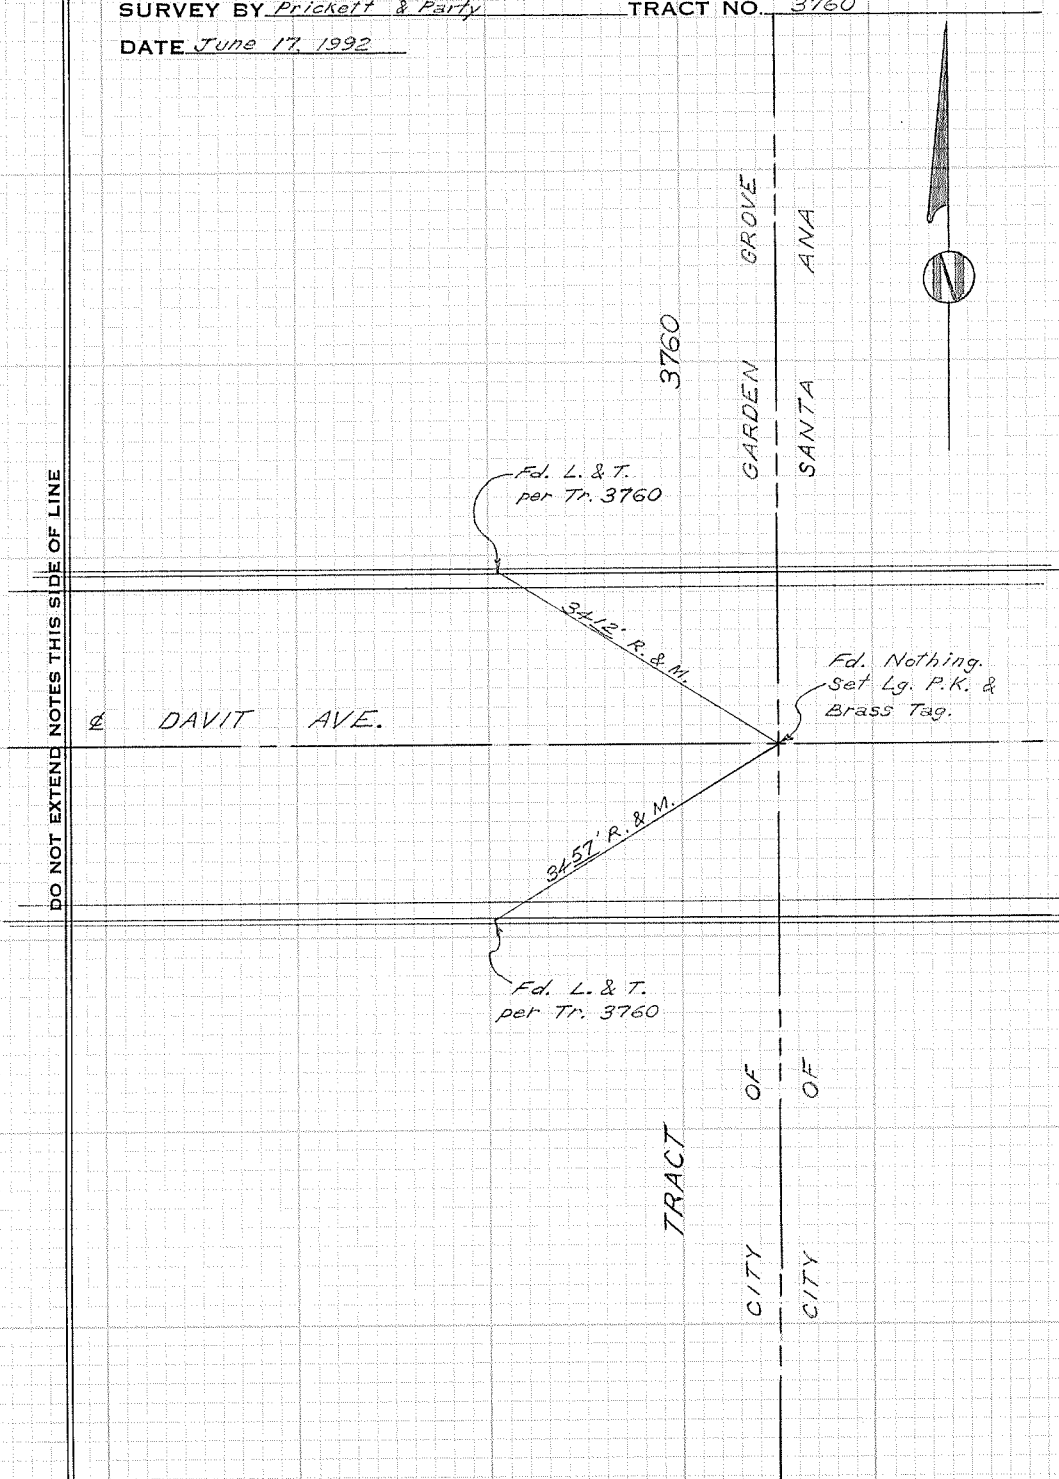 SURVEY BY Prickett & Party TRACT NO. 3760
DATE June 17, 1992
N
CITY OF GARDEN GROVE
CITY OF SANTA ANA
TRACT 3760
Fd. L. & T.
per Tr. 3760
DO NOT EXTEND NOTES THIS SIDE OF LINE
34.12' R. & M.
Fd. Nothing.
Set Lg. P.K. &
Brass Tag.
℄ DAVIT AVE.
34.57' R. & M.
Fd. L. & T.
per Tr. 3760